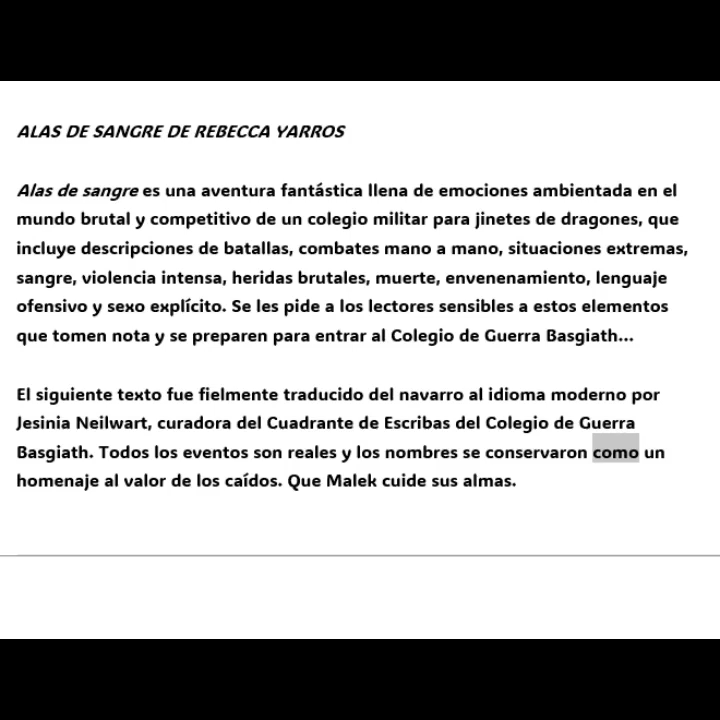 ALAS DE SANGRE DE REBECCA YARROS
Alas de sangre es una aventura fantástica llena de emociones ambientada en el
mundo brutal y competitivo de un colegio militar para jinetes de dragones, que
incluye descripciones de batallas, combates mano a mano, situaciones extremas,
sangre, violencia intensa, heridas brutales, muerte, envenenamiento, lenguaje
ofensivo y sexo explícito. Se les pide a los lectores sensibles a estos elementos
que tomen nota y se preparen para entrar al Colegio de Guerra Basgiath...
El siguiente texto fue fielmente traducido del navarro al idioma moderno por
Jesinia Neilwart, curadora del Cuadrante de Escribas del Colegio de Guerra
Basgiath. Todos los eventos son reales y los nombres se conservaron como un
homenaje al valor de los caídos. Que Malek cuide sus almas.